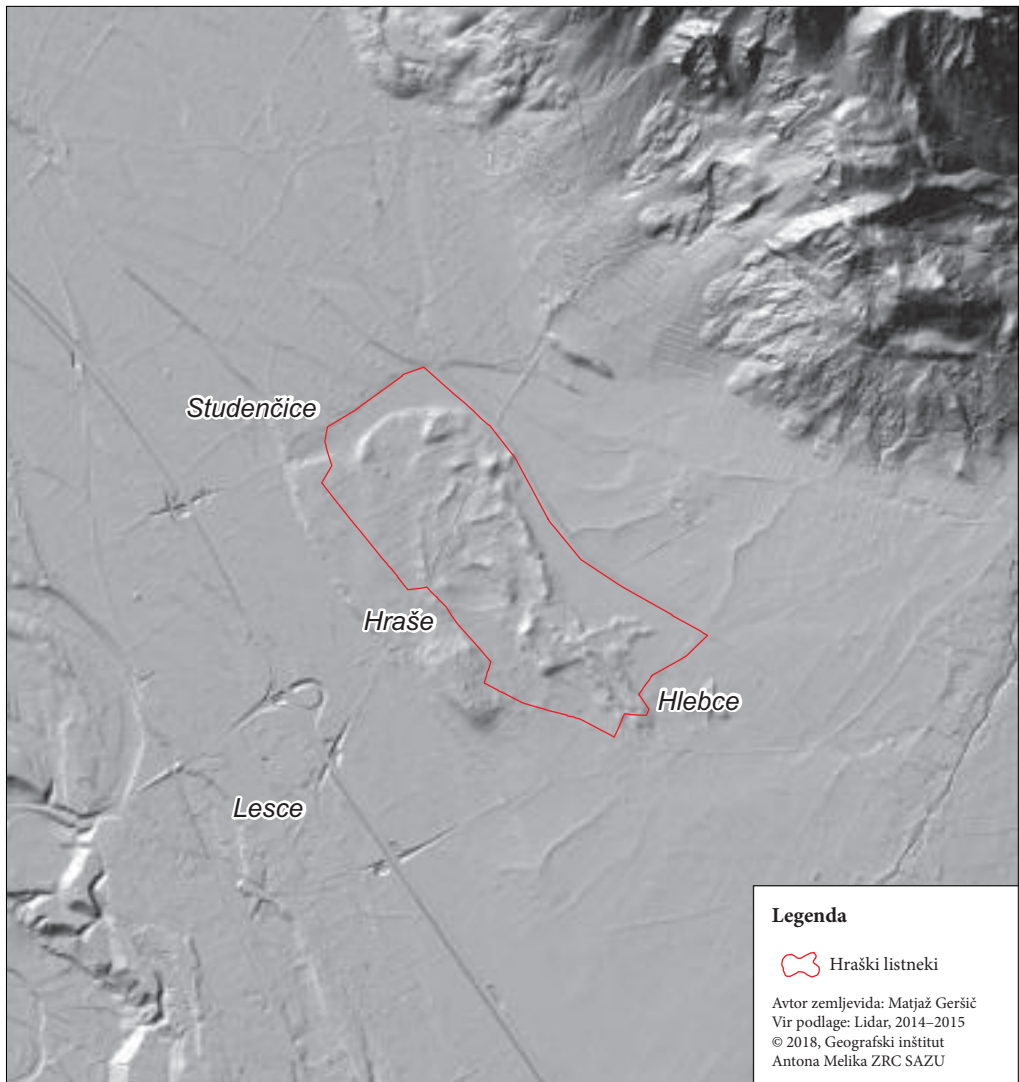 Studenčice
Hraše
Hlebce
Lesce
Legenda
Hraški listneki
Avtor zemljevida: Matjaž Geršič
Vir podlage: Lidar, 2014–2015
© 2018, Geografski inštitut
Antona Melika ZRC SAZU